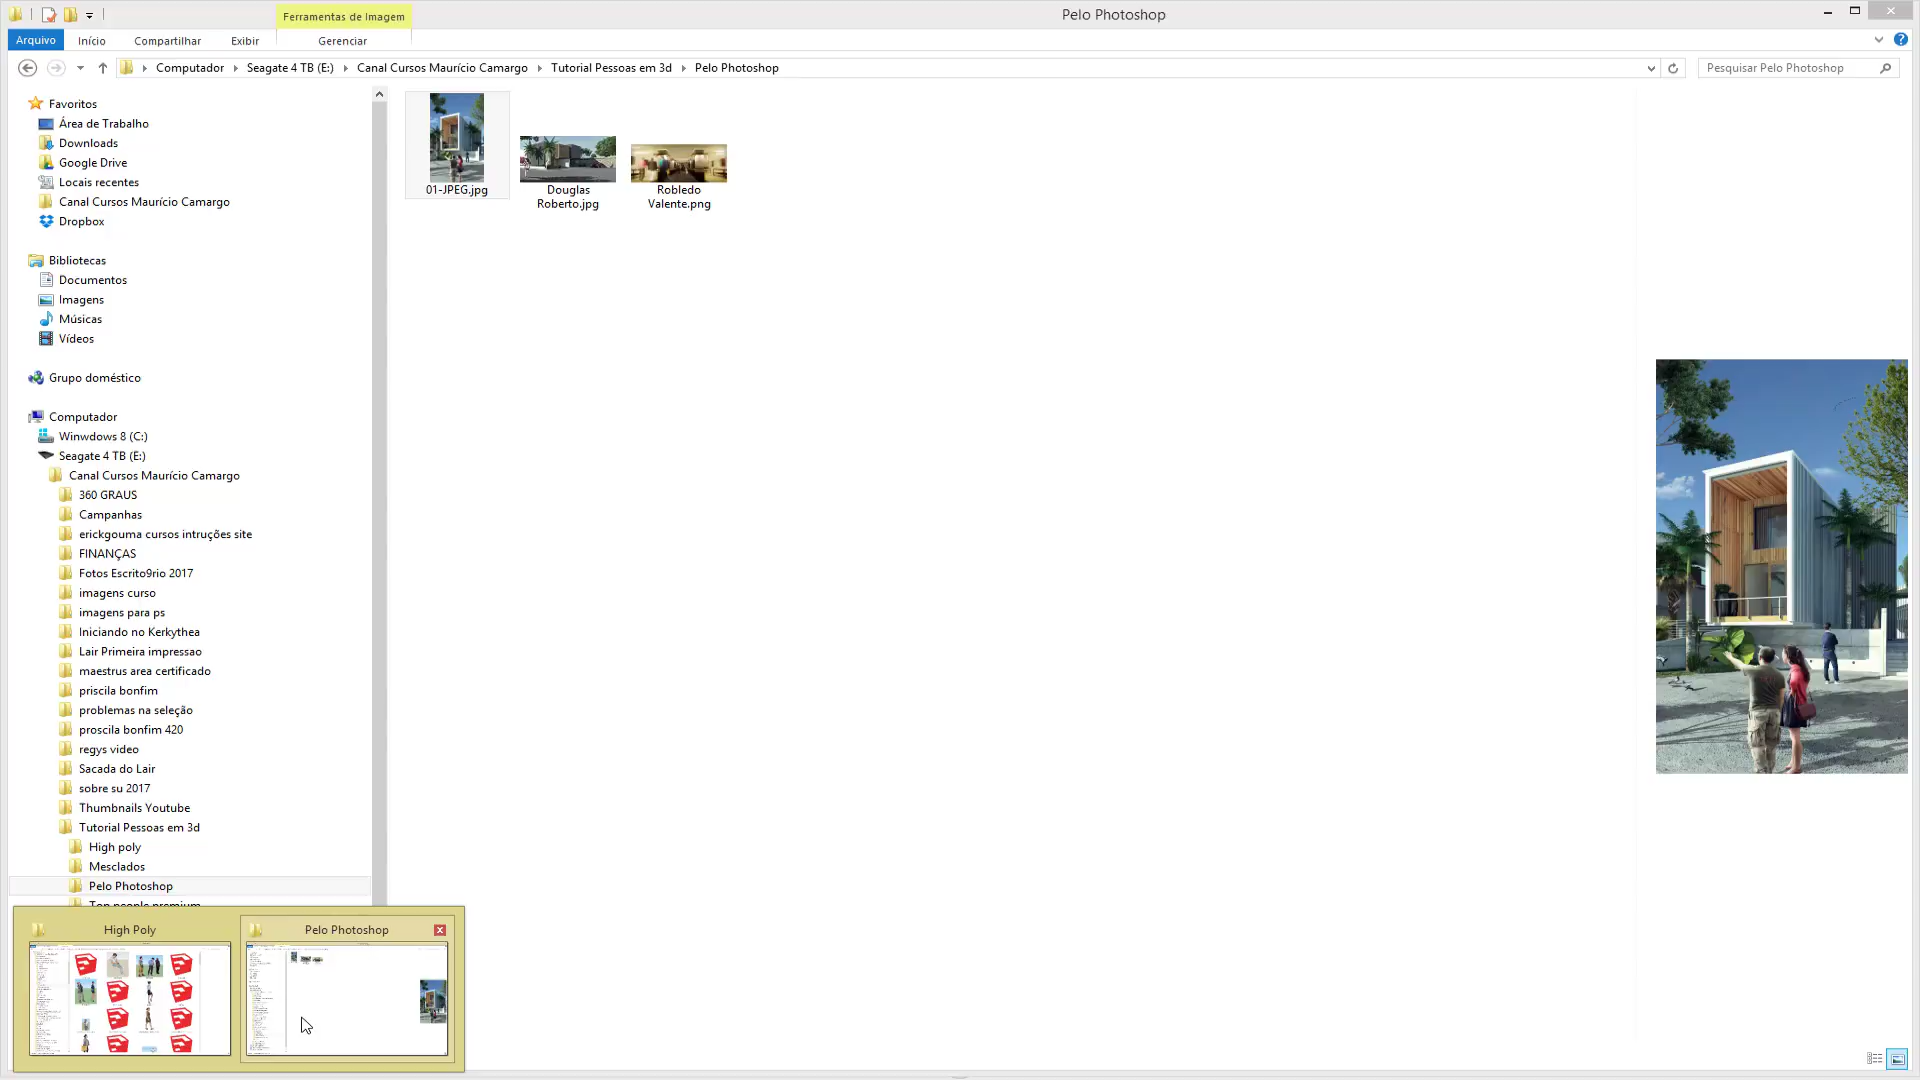 Ferramentas de Imagem
Pelo Photoshop
Arquivo
Início
Compartilhar
Exibir
Gerenciar
Computador
Seagate 4 TB (E:)
Canal Cursos Maurício Camargo
Tutorial Pessoas em 3d
Pelo Photoshop
Pesquisar Pelo Photoshop
Favoritos
Área de Trabalho
Downloads
Google Drive
Locais recentes
Canal Cursos Maurício Camargo
Dropbox
Bibliotecas
Documentos
Imagens
Músicas
Vídeos
Grupo doméstico
Computador
Winwdows 8 (C:)
Seagate 4 TB (E:)
Canal Cursos Maurício Camargo
360 GRAUS
Campanhas
erickgouma cursos intruções site
FINANÇAS
Fotos Escrito9rio 2017
imagens curso
imagens para ps
Iniciando no Kerkythea
Lair Primeira impressao
maestrus area certificado
priscila bonfim
problemas na seleção
proscila bonfim 420
regys video
Sacada do Lair
sobre su 2017
Thumbnails Youtube
Tutorial Pessoas em 3d
High poly
Mesclados
Pelo Photoshop
Top people premium
01-JPEG.jpg
Douglas
Roberto.jpg
Robledo
Valente.png
High Poly
Pelo Photoshop